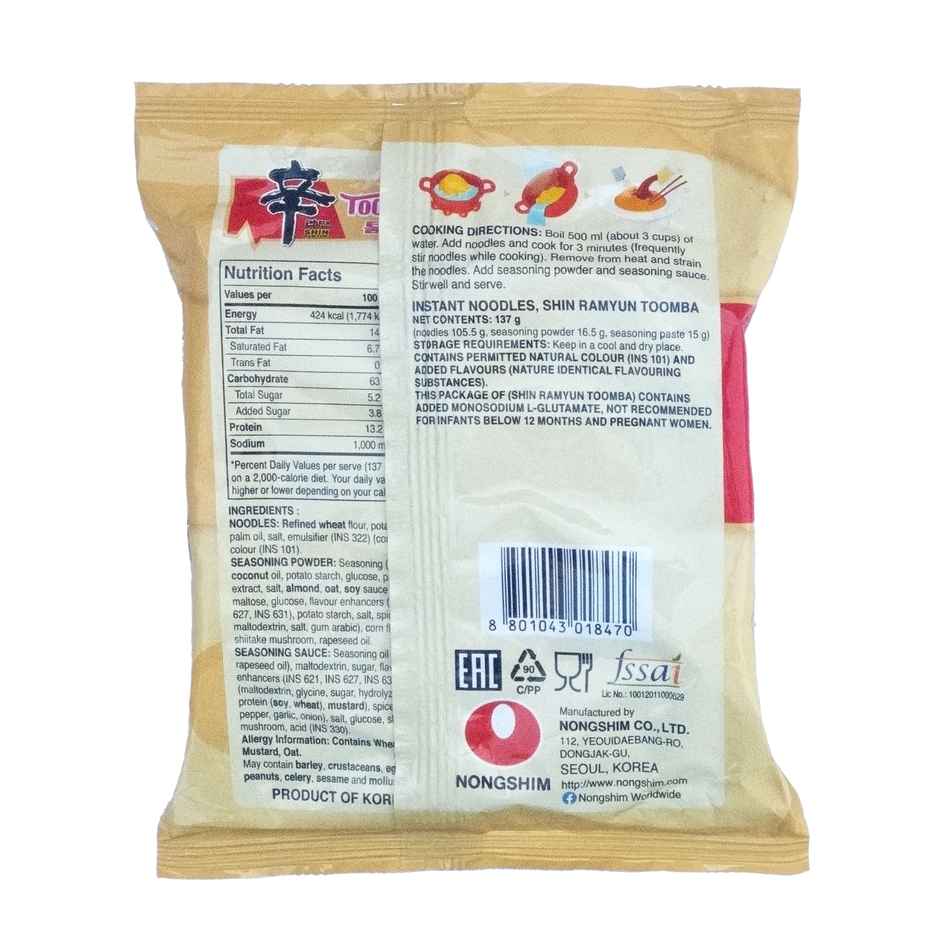 辛
라면
SHIN
RAMYUN
TOO
Nutrition Facts
Values per 100
Energy 424 kcal (1,774 k
Total Fat 14
Saturated Fat 6.7
Trans Fat 0
Carbohydrate 63
Total Sugar 5.2
Added Sugar 3.8
Protein 13.2
Sodium 1,000 m
*Percent Daily Values per serve (137
on a 2,000-calorie diet. Your daily va
higher or lower depending on your cal
INGREDIENTS :
NOODLES: Refined wheat flour, pota
palm oil, salt, emulsifier (INS 322) (co
colour (INS 101).
SEASONING POWDER: Seasoning (
coconut oil, potato starch, glucose, p
extract, salt, almond, oat, soy sauce
maltose, glucose, flavour enhancers (
627, INS 631), potato starch, salt, spic
maltodextrin, salt, gum arabic), corn fl
shiitake mushroom, rapeseed oil.
SEASONING SAUCE: Seasoning oil
rapeseed oil), maltodextrin, sugar, fla
enhancers (INS 621, INS 627, INS 63
(maltodextrin, glycine, sugar, hydrolyz
protein (soy, wheat), mustard), spice
pepper, garlic, onion), salt, glucose, s
mushroom, acid (INS 330).
Allergy Information: Contains Whe
Mustard, Oat.
May contain barley, crustaceans, eg
peanuts, celery, sesame and mollu
PRODUCT OF KOR
COOKING DIRECTIONS: Boil 500 ml (about 3 cups) of
water. Add noodles and cook for 3 minutes (frequently
stir noodles while cooking). Remove from heat and strain
the noodles. Add seasoning powder and seasoning sauce.
Stir well and serve.
INSTANT NOODLES, SHIN RAMYUN TOOMBA
NET CONTENTS: 137 g
(noodles 105.5 g, seasoning powder 16.5 g, seasoning paste 15 g)
STORAGE REQUIREMENTS: Keep in a cool and dry place.
CONTAINS PERMITTED NATURAL COLOUR (INS 101) AND
ADDED FLAVOURS (NATURE IDENTICAL FLAVOURING
SUBSTANCES).
THIS PACKAGE OF (SHIN RAMYUN TOOMBA) CONTAINS
ADDED MONOSODIUM L-GLUTAMATE, NOT RECOMMENDED
FOR INFANTS BELOW 12 MONTHS AND PREGNANT WOMEN.
8 801043 018470
EAC
90
C/PP
fssai
Lic No.: 10012011000529
NONGSHIM
Manufactured by
NONGSHIM CO., LTD.
112, YEOUIDAEBANG-RO,
DONGJAK-GU,
SEOUL, KOREA
http://www.nongshim.com
Nongshim Worldwide